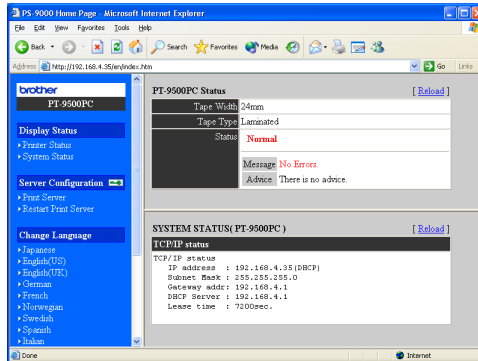 PS-9000 Home Page - Microsoft Internet Explorer
File Edit View Favorites Tools Help
Back Search Favorites Media
Address http://192.168.4.35/en/index.htm Go Links
brother
PT-9500PC
Display Status
Printer Status
System Status
Server Configuration
Print Server
Restart Print Server
Change Language
Japanese
English(US)
English(UK)
German
French
Norwegian
Swedish
Spanish
Italian
PT-9500PC Status [ Reload ]
Tape Width 24mm
Tape Type Laminated
Status Normal
Message No Errors.
Advice There is no advice.
SYSTEM STATUS( PT-9500PC ) [ Reload ]
TCP/IP status
TCP/IP status
IP address : 192.168.4.35(DHCP)
Subnet Mask : 255.255.255.0
Gateway addr: 192.168.4.1
DHCP Server : 192.168.4.1
Lease time : 7200sec.
Done Internet